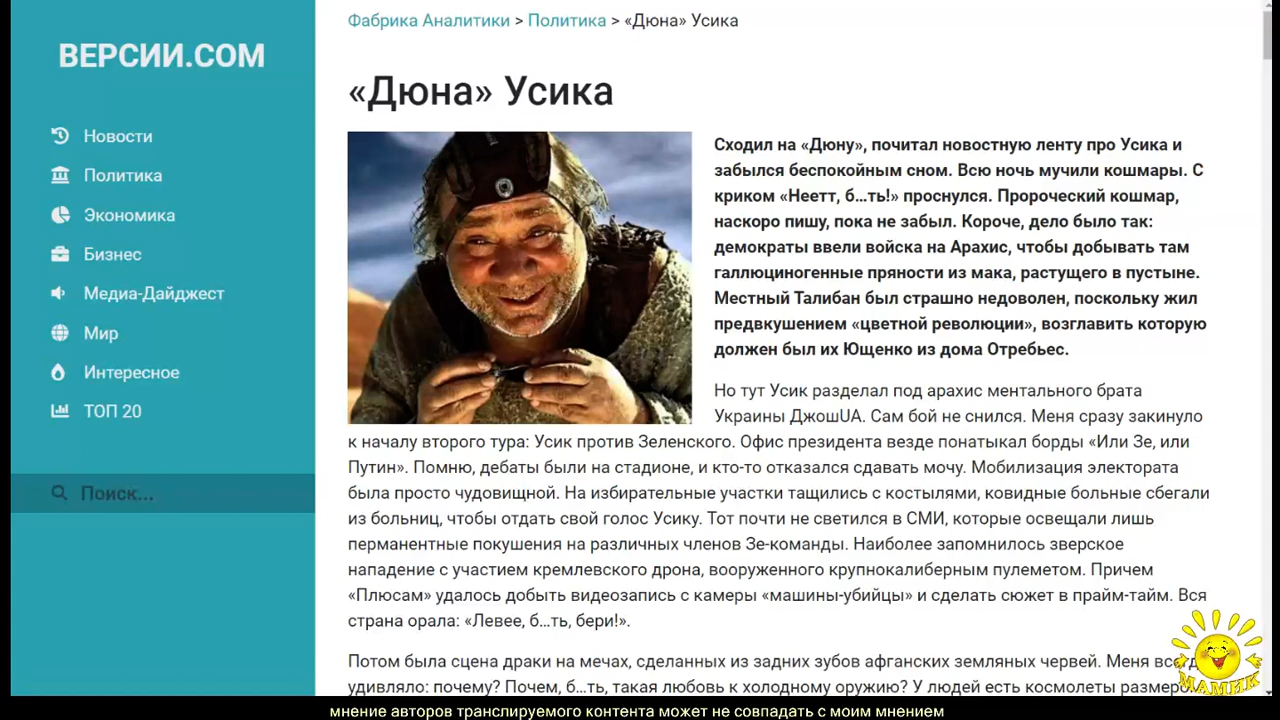 Фабрика Аналитики > Политика > «Дюна» Усика
ВЕРСИИ.COM
Новости
Политика
Экономика
Бизнес
Медиа-Дайджест
Мир
Интересное
ТОП 20
Поиск...
«Дюна» Усика
Сходил на «Дюну», почитал новостную ленту про Усика и
забылся беспокойным сном. Всю ночь мучили кошмары. С
криком «Неетт, б...ть!» проснулся. Пророческий кошмар,
наскоро пишу, пока не забыл. Короче, дело было так:
демократы ввели войска на Арахис, чтобы добывать там
галлюциногенные пряности из мака, растущего в пустыне.
Местный Талибан был страшно недоволен, поскольку жил
предвкушением «цветной революции», возглавить которую
должен был их Ющенко из дома Отребьес.
Но тут Усик разделал под арахис ментального брата
Украины ДжошUA. Сам бой не снился. Меня сразу закинуло
к началу второго тура: Усик против Зеленского. Офис президента везде понатыкал борды «Или Зе, или
Путин». Помню, дебаты были на стадионе, и кто-то отказался сдавать мочу. Мобилизация электората
была просто чудовищной. На избирательные участки тащились с костылями, ковидные больные сбегали
из больниц, чтобы отдать свой голос Усику. Тот почти не светился в СМИ, которые освещали лишь
перманентные покушения на различных членов Зе-команды. Наиболее запомнилось зверское
нападение с участием кремлевского дрона, вооруженного крупнокалиберным пулеметом. Причем
«Плюсам» удалось добыть видеозапись с камеры «машины-убийцы» и сделать сюжет в прайм-тайм. Вся
страна орала: «Левее, б...ть, бери!».
Потом была сцена драки на мечах, сделанных из задних зубов афганских земляных червей. Меня
удивляло: почему? Почем, б...ть, такая любовь к холодному оружию? У людей есть космолеты
МАМИК
мнение авторов транслируемого контента может не совпадать с моим мнением